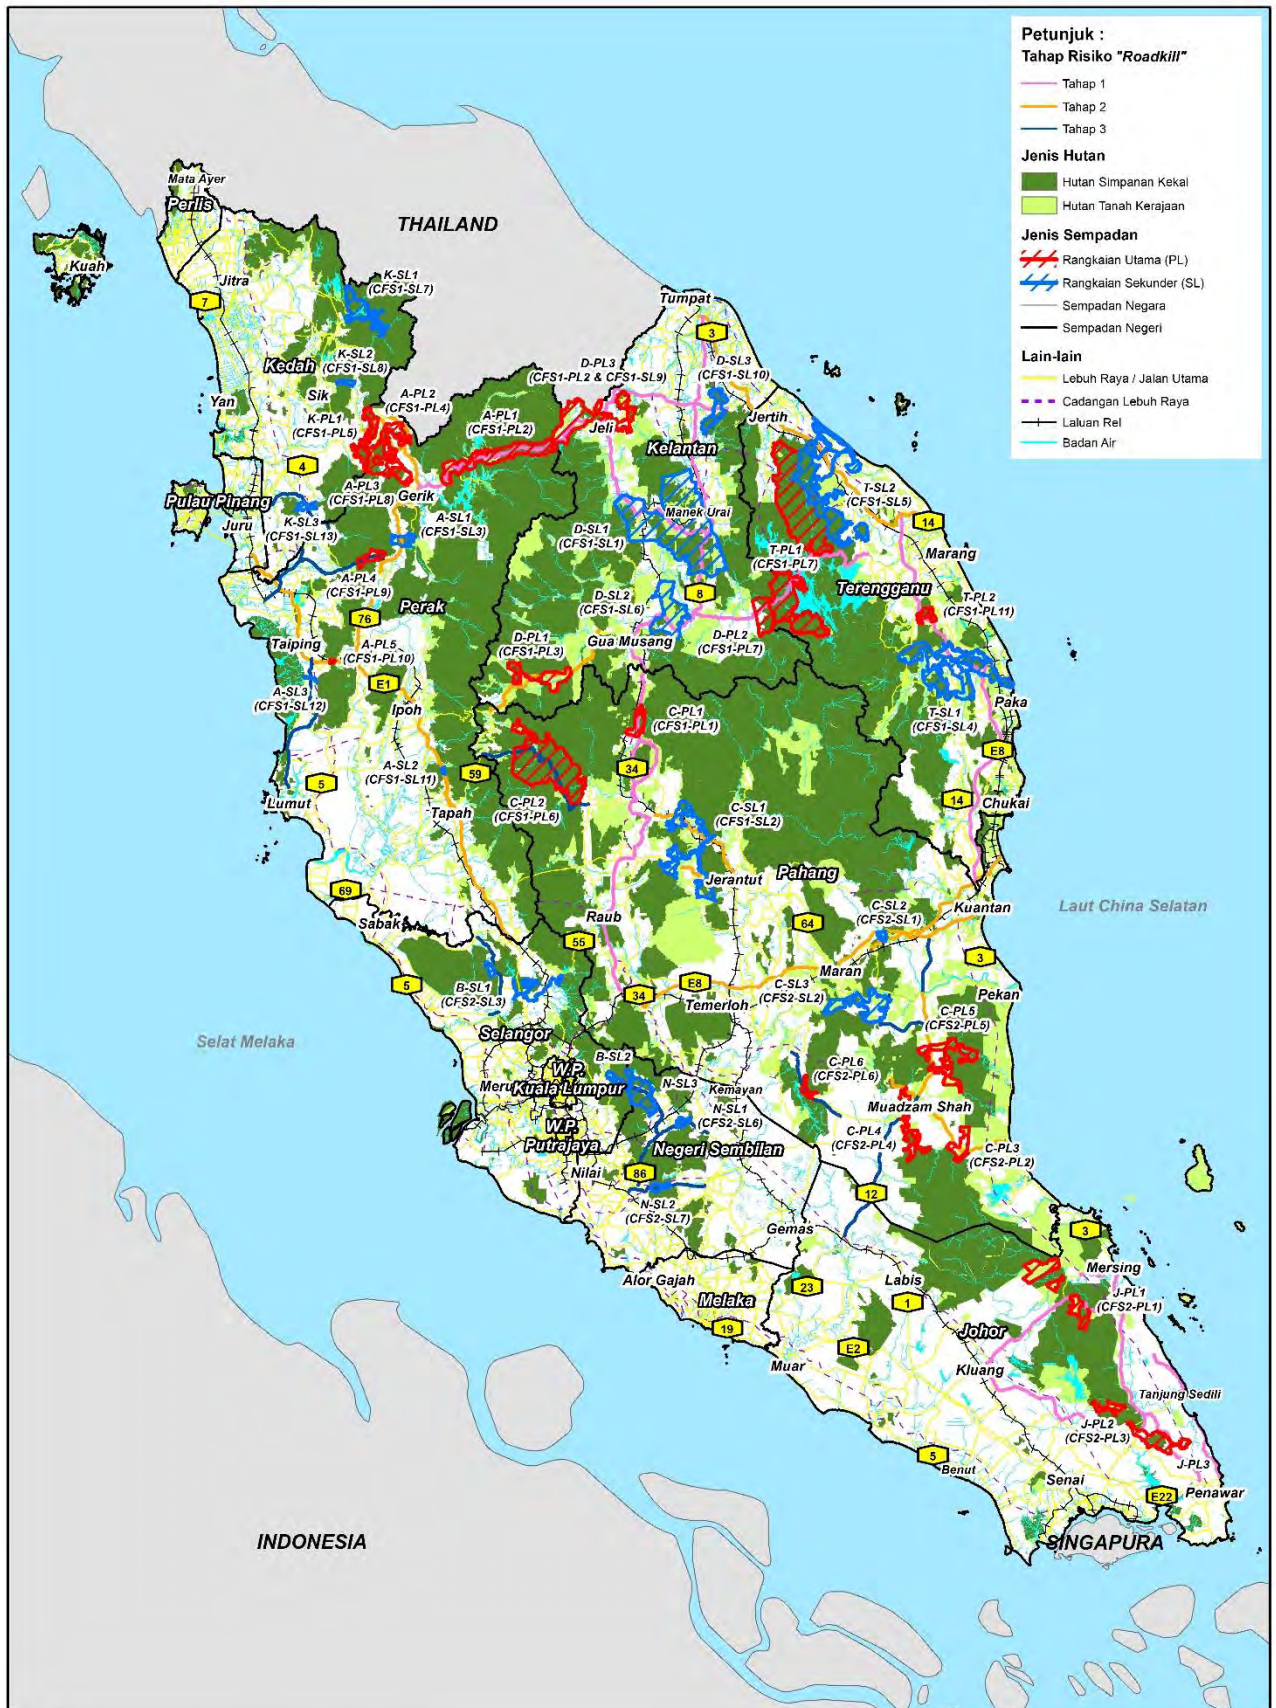 Petunjuk :
Tahap Risiko "Roadkill"
Tahap 1
Tahap 2
Tahap 3
Jenis Hutan
Hutan Simpanan Kekal
Hutan Tanah Kerajaan
Jenis Sempadan
Rangkaian Utama (PL)
Rangkaian Sekunder (SL)
Sempadan Negara
Sempadan Negeri
Lain-lain
Lebuh Raya / Jalan Utama
Cadangan Lebuh Raya
Laluan Rel
Badan Air
Mata Ayer
Perlis
THAILAND
Kuah
Jitra
7
K-SL1
(CFS1-SL7)
Tumpat
3
Kedah
K-SL2
(CFS1-SL8)
D-PL3
(CFS1-PL2 & CFS1-SL9)
D-SL3
(CFS1-SL10)
Yan
Sik
A-PL2
(CFS1-PL4)
K-PL1
(CFS1-PL5)
A-PL1
(CFS1-PL2)
Jeli
Jertih
Kelantan
4
A-PL3
(CFS1-PL8)
Gerik
Pulau Pinang
Juru
K-SL3
(CFS1-SL13)
A-SL1
(CFS1-SL3)
D-SL1
(CFS1-SL1)
Manek Urai
T-SL2
(CFS1-SL5)
14
Marang
T-PL1
(CFS1-PL7)
A-PL4
(CFS1-PL9)
Perak
D-SL2
(CFS1-SL6)
8
Terengganu
T-PL2
(CFS1-PL11)
76
Taiping
A-PL5
(CFS1-PL10)
D-PL1
(CFS1-PL3)
Gua Musang
D-PL2
(CFS1-PL7)
E1
A-SL3
(CFS1-SL12)
Ipoh
C-PL1
(CFS1-PL1)
T-SL1
(CFS1-SL4)
Paka
E8
A-SL2
(CFS1-SL11)
59
34
5
Lumut
Tapah
C-PL2
(CFS1-PL6)
C-SL1
(CFS1-SL2)
14
Chukai
Jerantut
Pahang
69
Sabak
Raub
64
C-SL2
(CFS2-SL1)
Kuantan
Laut China Selatan
55
3
5
B-SL1
(CFS2-SL3)
34
E8
Temerloh
Maran
C-SL3
(CFS2-SL2)
Pekan
C-PL5
(CFS2-PL5)
Selat Melaka
Selangor
B-SL2
W.P.
Kuala Lumpur
Meru
N-SL3
Kemayan
C-PL6
(CFS2-PL6)
Muadzam Shah
N-SL1
(CFS2-SL6)
W.P.
Putrajaya
Negeri Sembilan
C-PL4
(CFS2-PL4)
C-PL3
(CFS2-PL2)
Nilai
86
12
N-SL2
(CFS2-SL7)
Gemas
3
Mersing
Alor Gajah
Melaka
23
Labis
1
J-PL1
(CFS2-PL1)
19
Johor
E2
Muar
Kluang
Tanjung Sedili
J-PL2
(CFS2-PL3)
5
Benut
J-PL3
Senai
E22
Penawar
INDONESIA
SINGAPURA